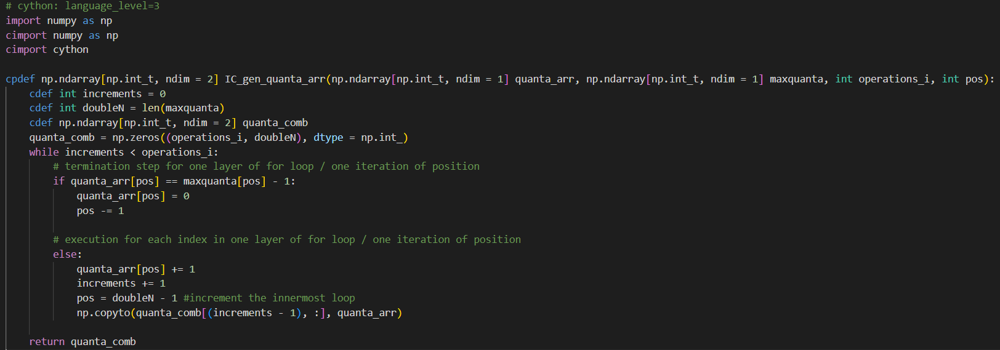 # cython: language_level=3
import numpy as np
cimport numpy as np
cimport cython

cpdef np.ndarray[np.int_t, ndim = 2] IC_gen_quanta_arr(np.ndarray[np.int_t, ndim = 1] quanta_arr, np.ndarray[np.int_t, ndim = 1] maxquanta, int operations_i, int pos):
    cdef int increments = 0
    cdef int doubleN = len(maxquanta)
    cdef np.ndarray[np.int_t, ndim = 2] quanta_comb
    quanta_comb = np.zeros((operations_i, doubleN), dtype = np.int_)
    while increments < operations_i:
        # termination step for one layer of for loop / one iteration of position
        if quanta_arr[pos] == maxquanta[pos] - 1:
            quanta_arr[pos] = 0
            pos -= 1

        # execution for each index in one layer of for loop / one iteration of position
        else:
            quanta_arr[pos] += 1
            increments += 1
            pos = doubleN - 1 #increment the innermost loop
            np.copyto(quanta_comb[(increments - 1), :], quanta_arr)

    return quanta_comb